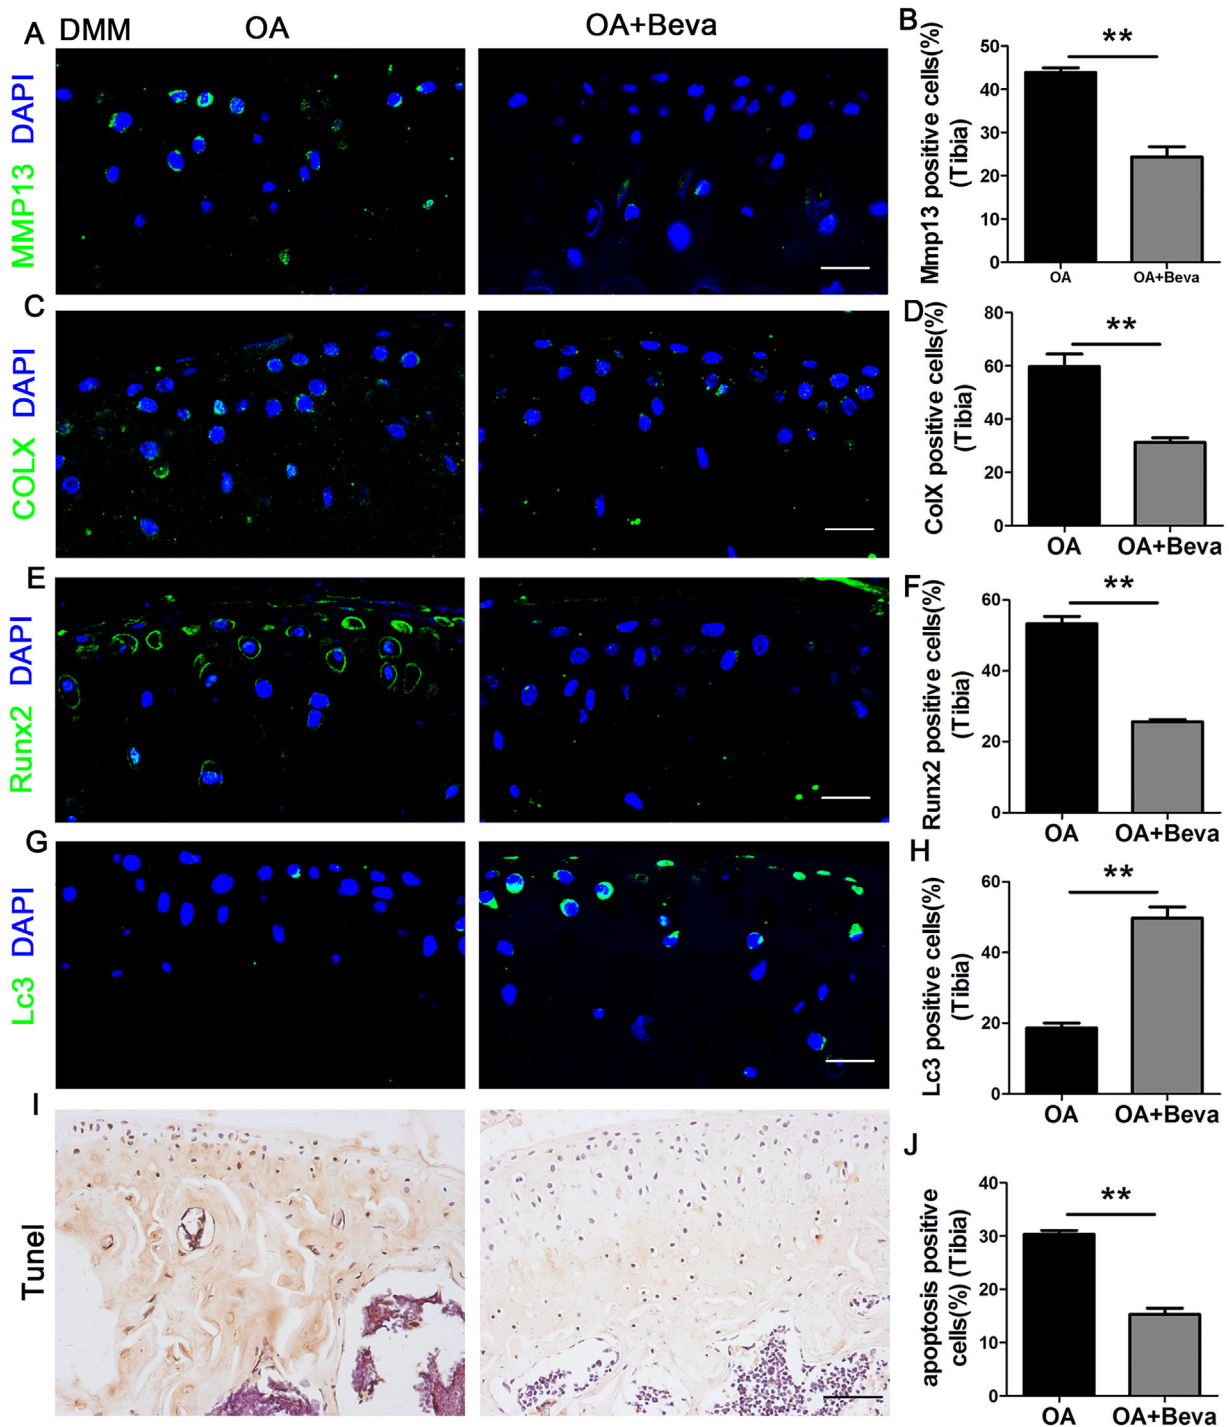 A
DMM
OA
OA+Beva
MMP13 DAPI
B
Mmp13 positive cells(%)
(Tibia)
50
40
30
20
10
0
**
OA
OA+Beva
C
COLX DAPI
D
ColX positive cells(%)
(Tibia)
80
60
40
20
0
**
OA
OA+Beva
E
Runx2 DAPI
F
Runx2 positive cells(%)
(Tibia)
60
40
20
0
**
OA
OA+Beva
G
Lc3 DAPI
H
Lc3 positive cells(%)
(Tibia)
60
40
20
0
**
OA
OA+Beva
I
Tunel
J
apoptosis positive
cells(%) (Tibia)
40
30
20
10
0
**
OA
OA+Beva